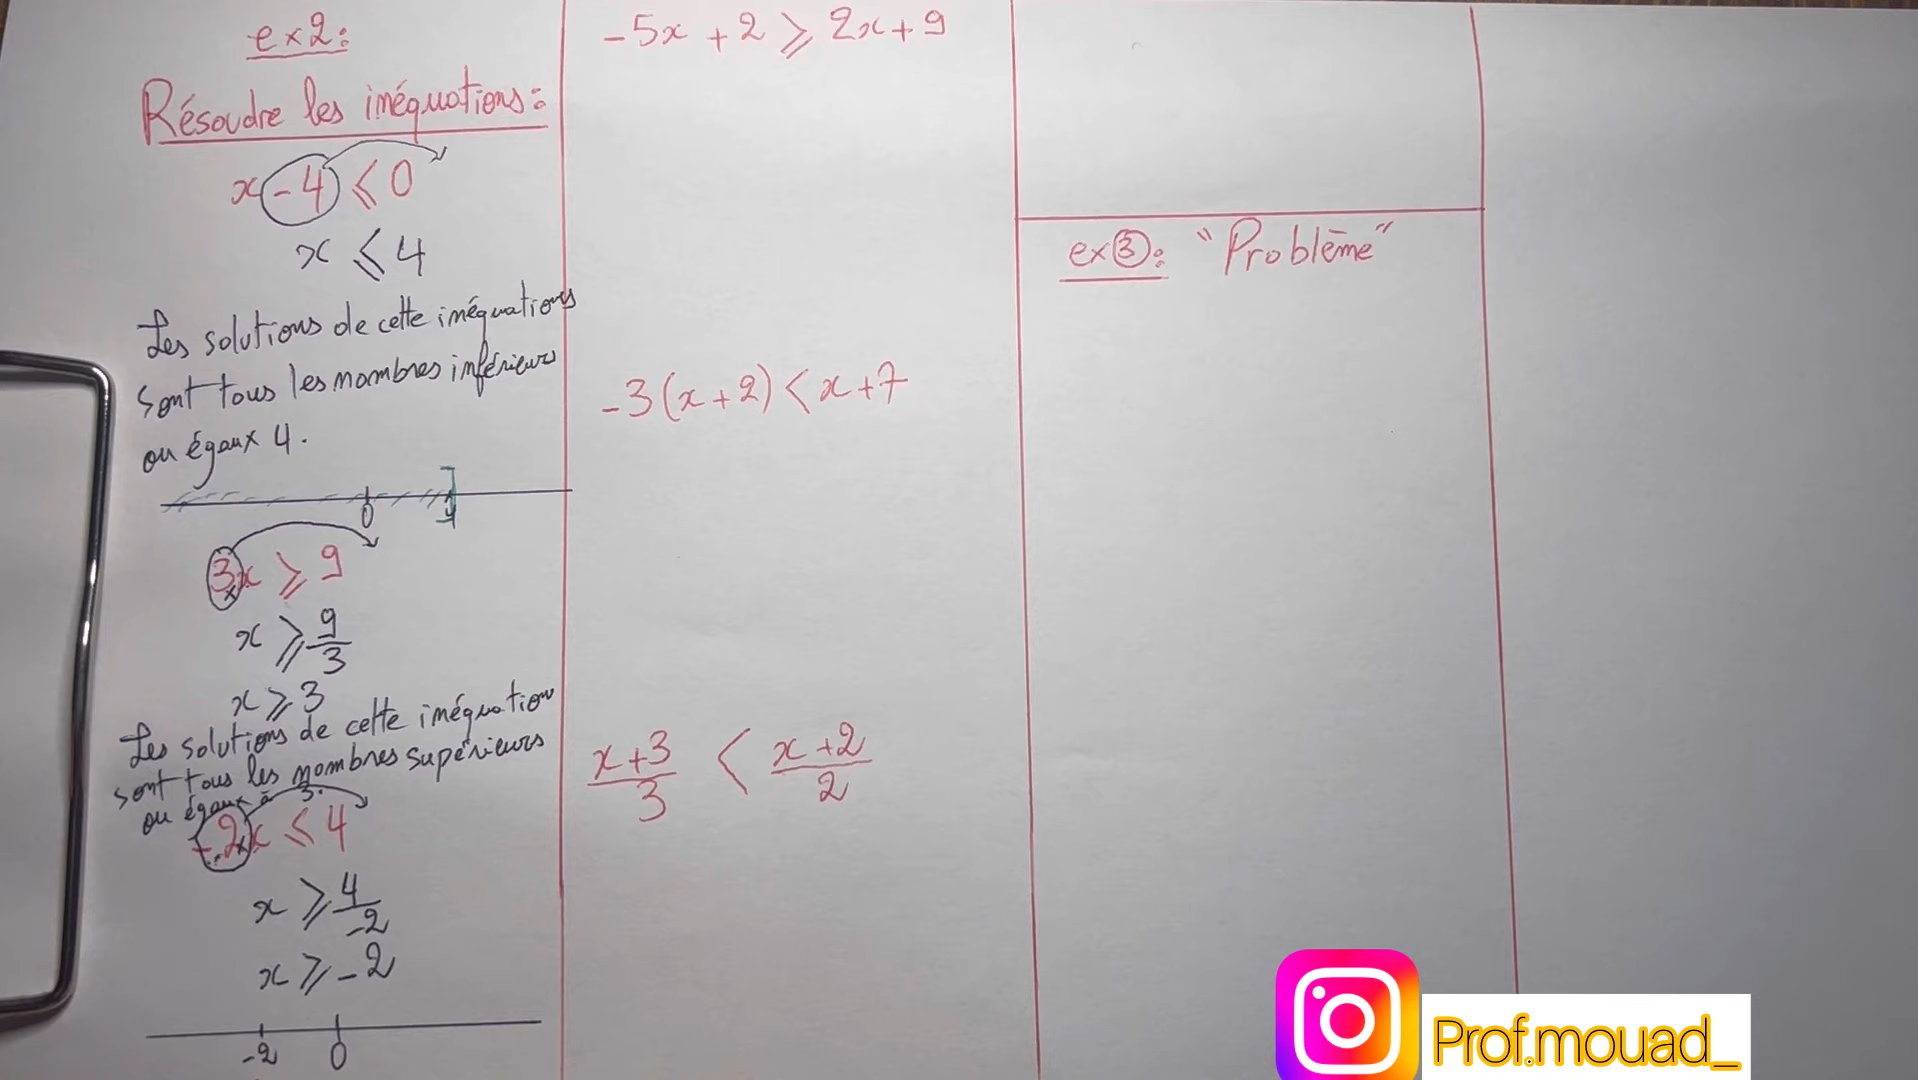 ex2:
Résoudre les inéquations:
x - 4 ⩽ 0
x ⩽ 4
Les solutions de cette inéquations
sont tous les nombres inférieurs
ou égaux 4.
0 4
3x ⩾ 9
x ⩾ 9/3
x ⩾ 3
Les solutions de cette inéquation
sont tous les nombres supérieurs
ou égaux à 3.
-2x ⩽ 4
x ⩾ 4/-2
x ⩾ -2
-2 0
-5x + 2 ⩾ 2x + 9
-3(x + 2) < x + 7
x+3/3 < x+2/2
ex③: "Problème"
Prof.mouad_